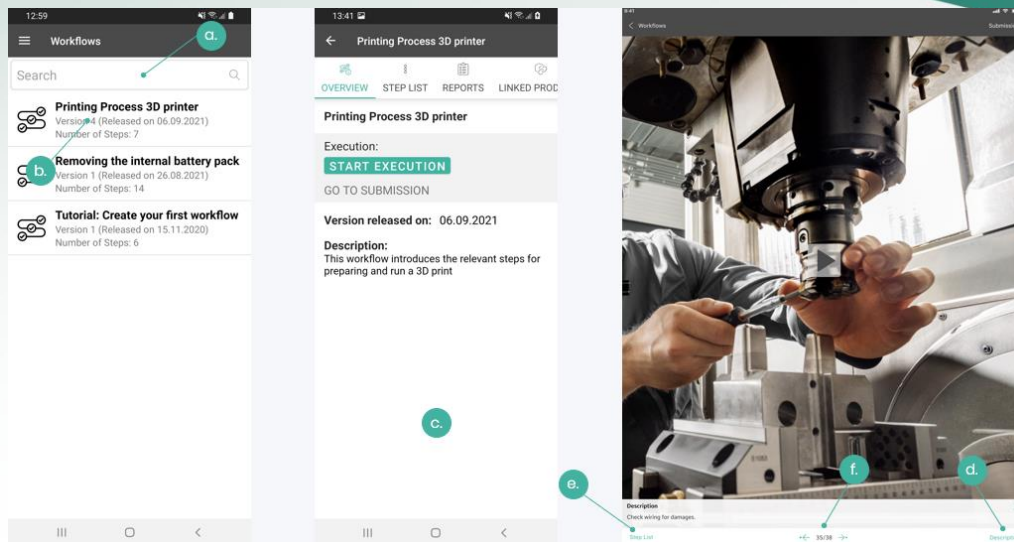 12:59
Workflows
a.
Search
Printing Process 3D printer
Version 4 (Released on 06.09.2021)
Number of Steps: 7
b.
Removing the internal battery pack
Version 1 (Released on 26.08.2021)
Number of Steps: 14
Tutorial: Create your first workflow
Version 1 (Released on 15.11.2020)
Number of Steps: 6
13:41
Printing Process 3D printer
OVERVIEW STEP LIST REPORTS LINKED PROD
Printing Process 3D printer
Execution:
START EXECUTION
GO TO SUBMISSION
Version released on: 06.09.2021
Description:
This workflow introduces the relevant steps for
preparing and run a 3D print
c.
9:41
Workflows Submissio
f. d.
e.
Description
Check wiring for damages.
Step List 35/38 Descripti